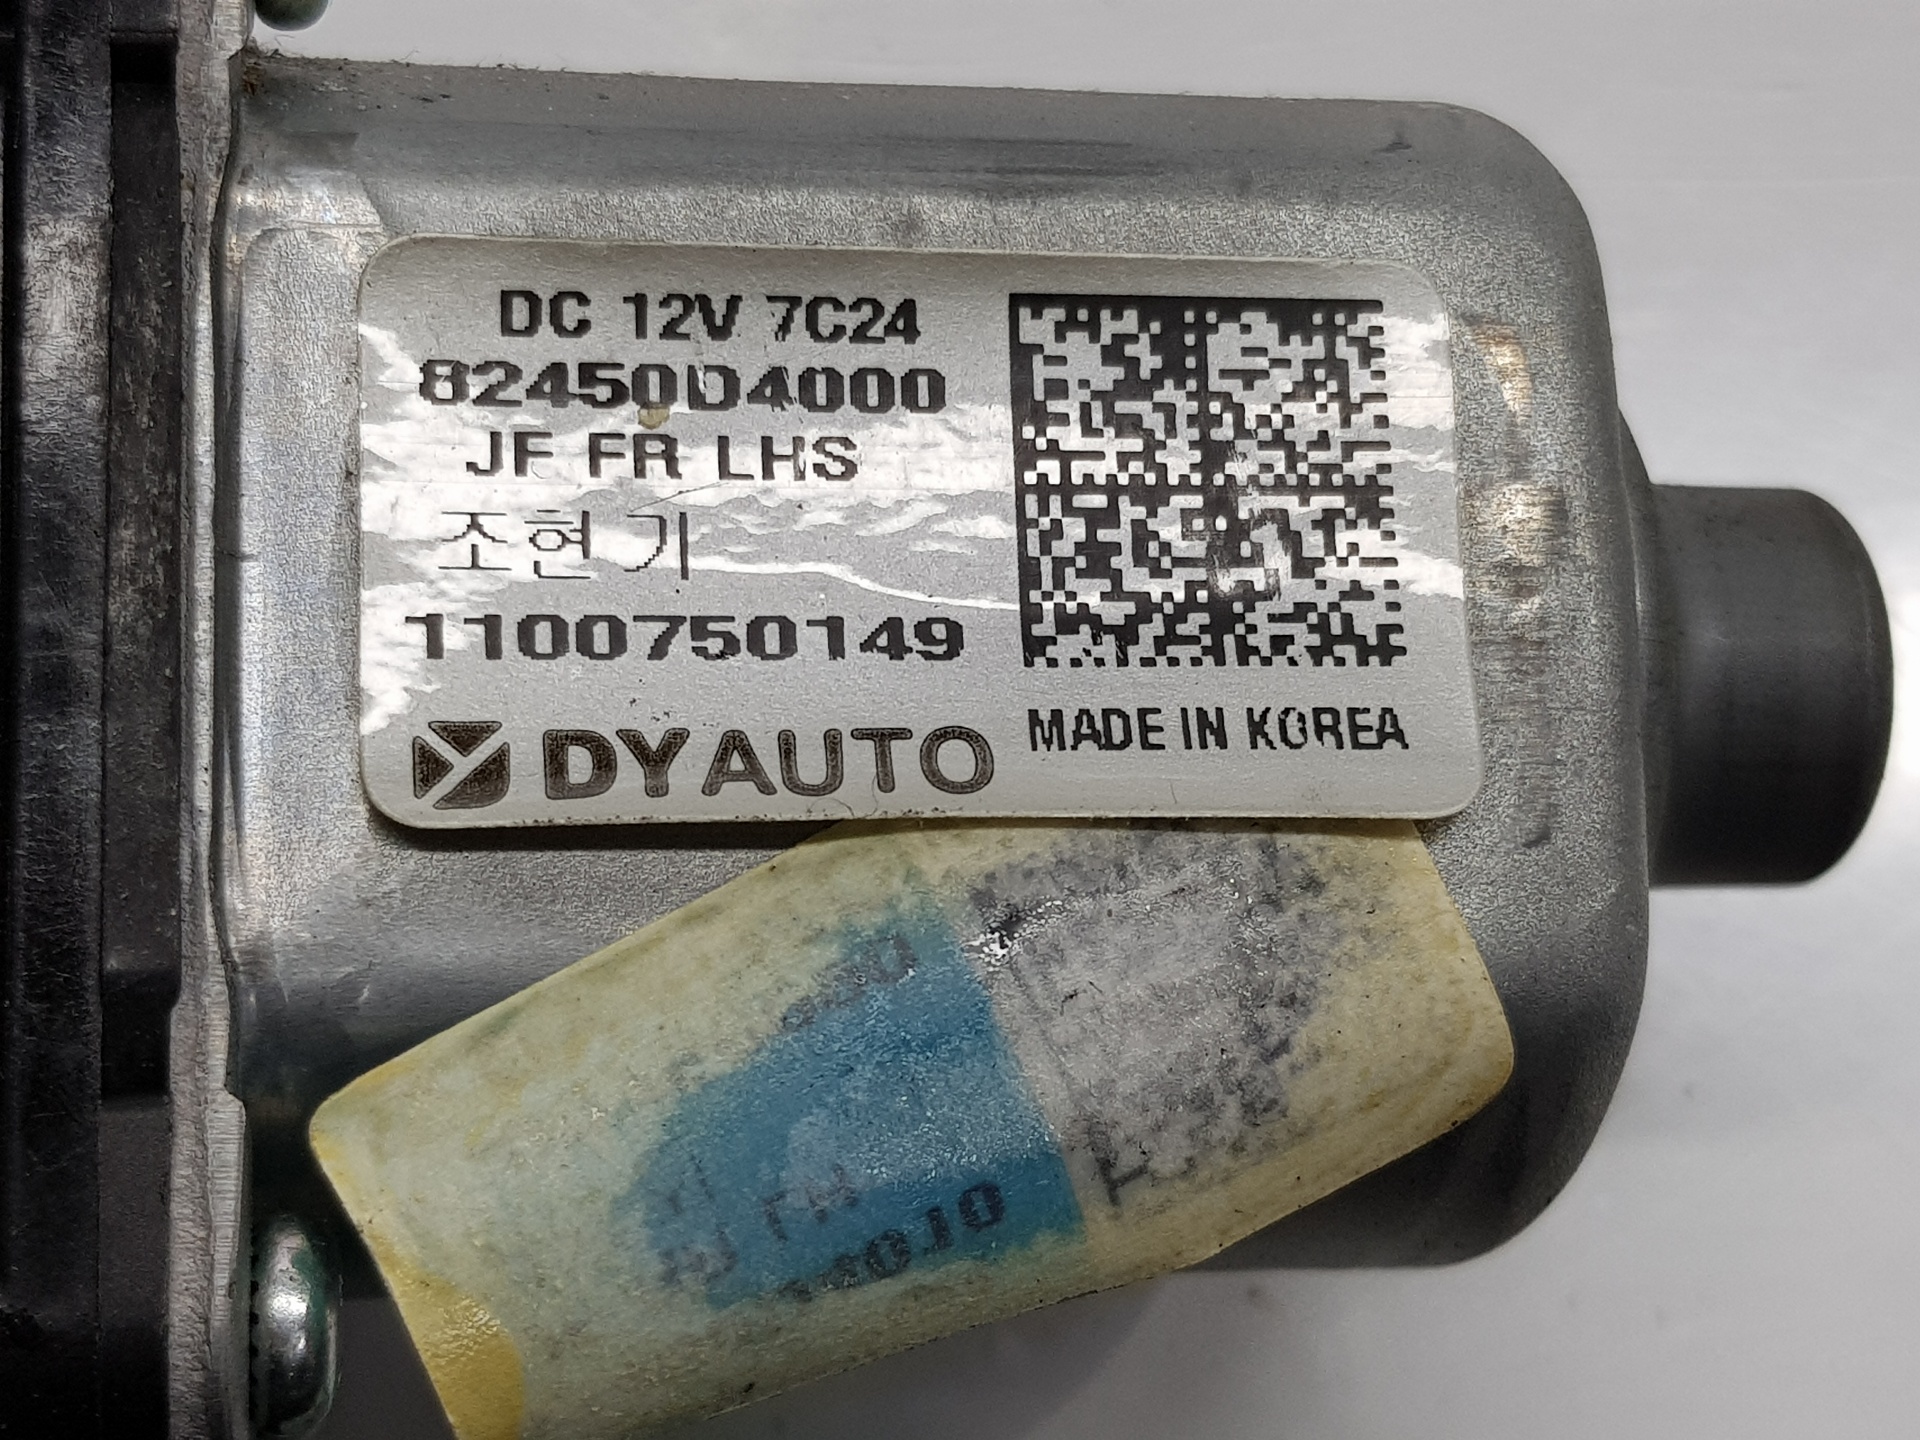 DC 12V 7C24
82450D4000
JF FR LHS
조현기
1100750149
DYAUTO
MADE IN KOREA